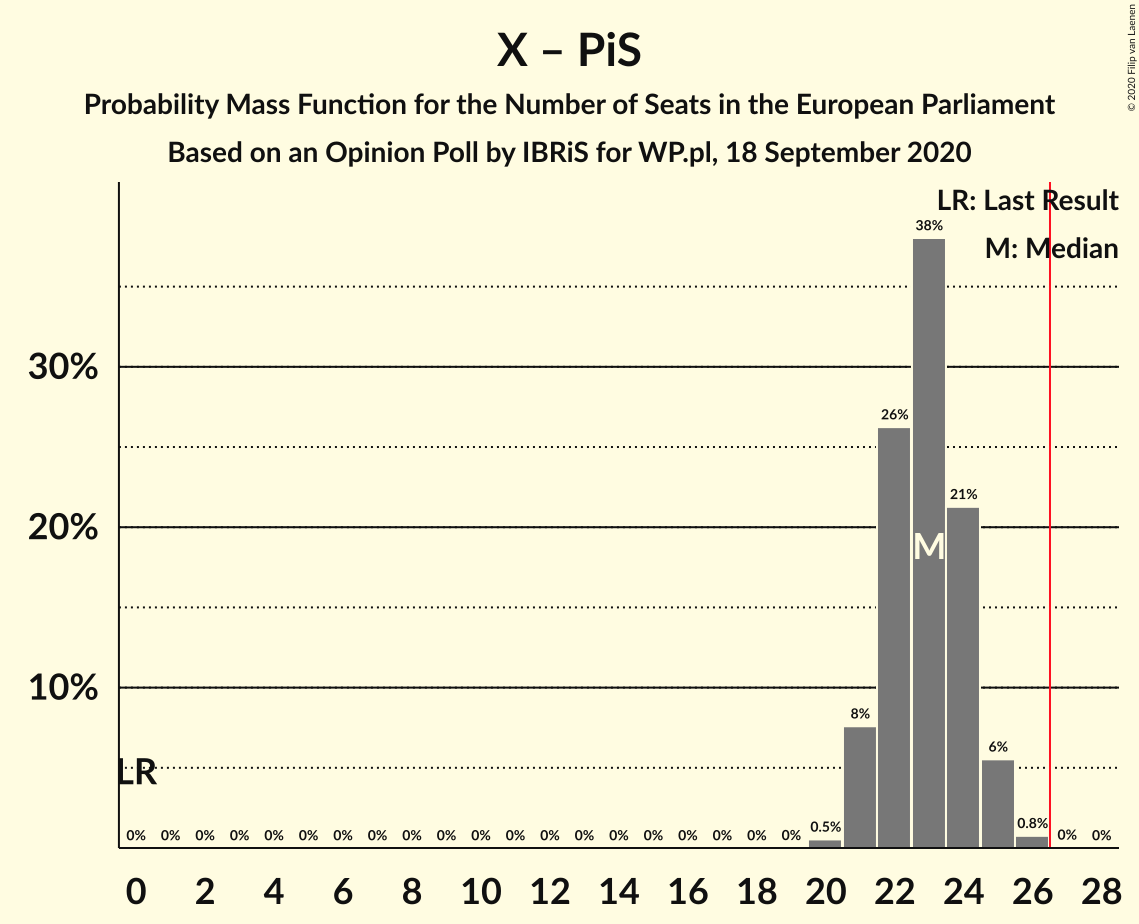 X – PiS
Probability Mass Function for the Number of Seats in the European Parliament
Based on an Opinion Poll by IBRiS for WP.pl, 18 September 2020
© 2020 Filip van Laenen
LR: Last Result
M: Median
38%
30%
26%
21%
20%
M
10%
8%
6%
LR
0% 0% 0% 0% 0% 0% 0% 0% 0% 0% 0% 0% 0% 0% 0% 0% 0% 0% 0% 0% 0.5% 0.8% 0% 0%
0 2 4 6 8 10 12 14 16 18 20 22 24 26 28